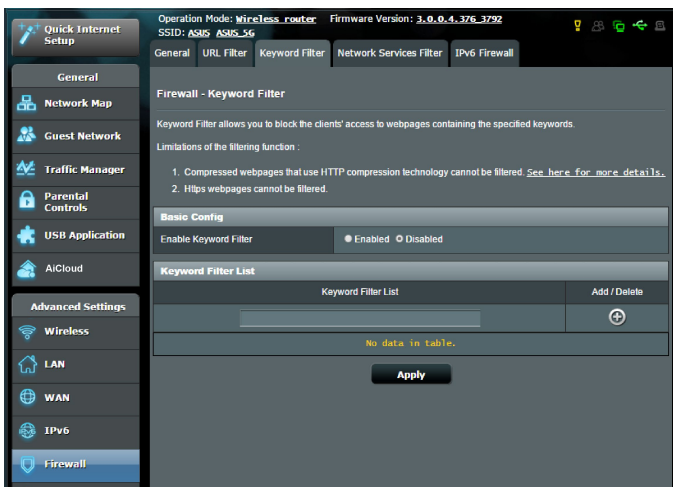 Quick Internet
Setup
General
Network Map
Guest Network
Traffic Manager
Parental
Controls
USB Application
AiCloud
Advanced Settings
Wireless
LAN
WAN
IPv6
Firewall
Operation Mode: Wireless router Firmware Version: 3.0.0.4.376_3792
SSID: ASUS ASUS_5G
General URL Filter Keyword Filter Network Services Filter IPv6 Firewall
Firewall - Keyword Filter
Keyword Filter allows you to block the clients' access to webpages containing the specified keywords.
Limitations of the filtering function :
1. Compressed webpages that use HTTP compression technology cannot be filtered. See here for more details.
2. Https webpages cannot be filtered.
Basic Config
Enable Keyword Filter Enabled Disabled
Keyword Filter List
Keyword Filter List Add / Delete
No data in table.
Apply